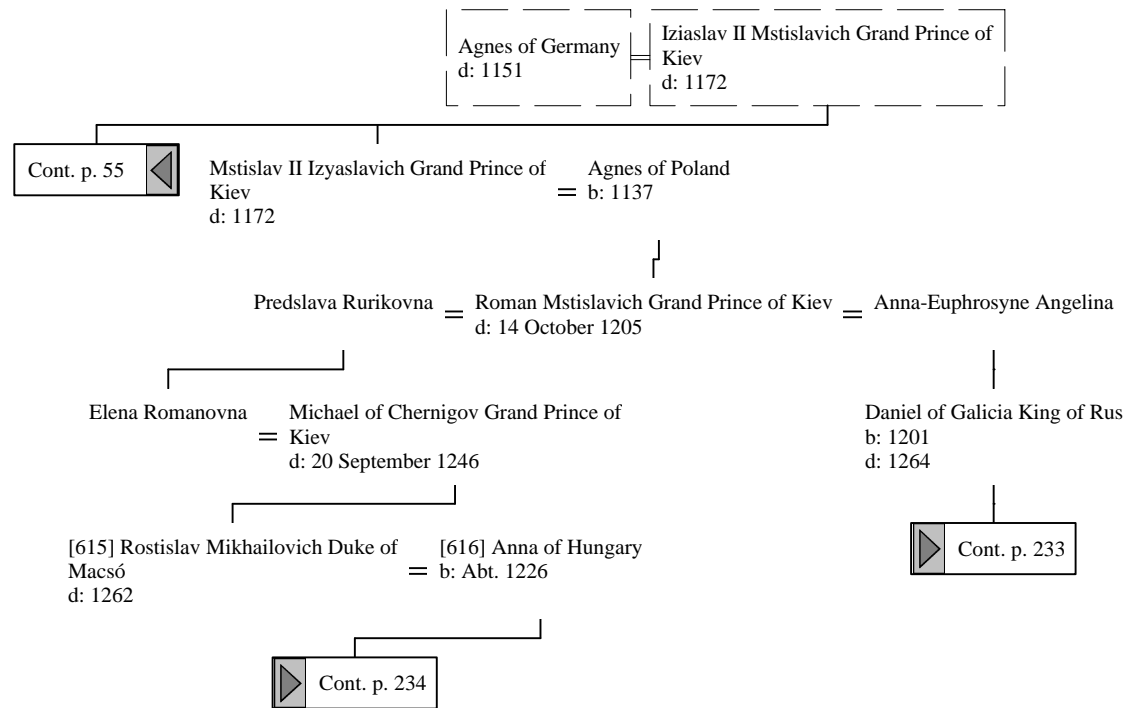 Agnes of Germany
d: 1151
Iziaslav II Mstislavich Grand Prince of
Kiev
d: 1172
Cont. p. 55
Mstislav II Izyaslavich Grand Prince of
Kiev
d: 1172
=
Agnes of Poland
b: 1137
Predslava Rurikovna
=
Roman Mstislavich Grand Prince of Kiev
d: 14 October 1205
=
Anna-Euphrosyne Angelina
Elena Romanovna
=
Michael of Chernigov Grand Prince of
Kiev
d: 20 September 1246
Daniel of Galicia King of Rus
b: 1201
d: 1264
[615] Rostislav Mikhailovich Duke of
Macsó
d: 1262
=
[616] Anna of Hungary
b: Abt. 1226
Cont. p. 233
Cont. p. 234